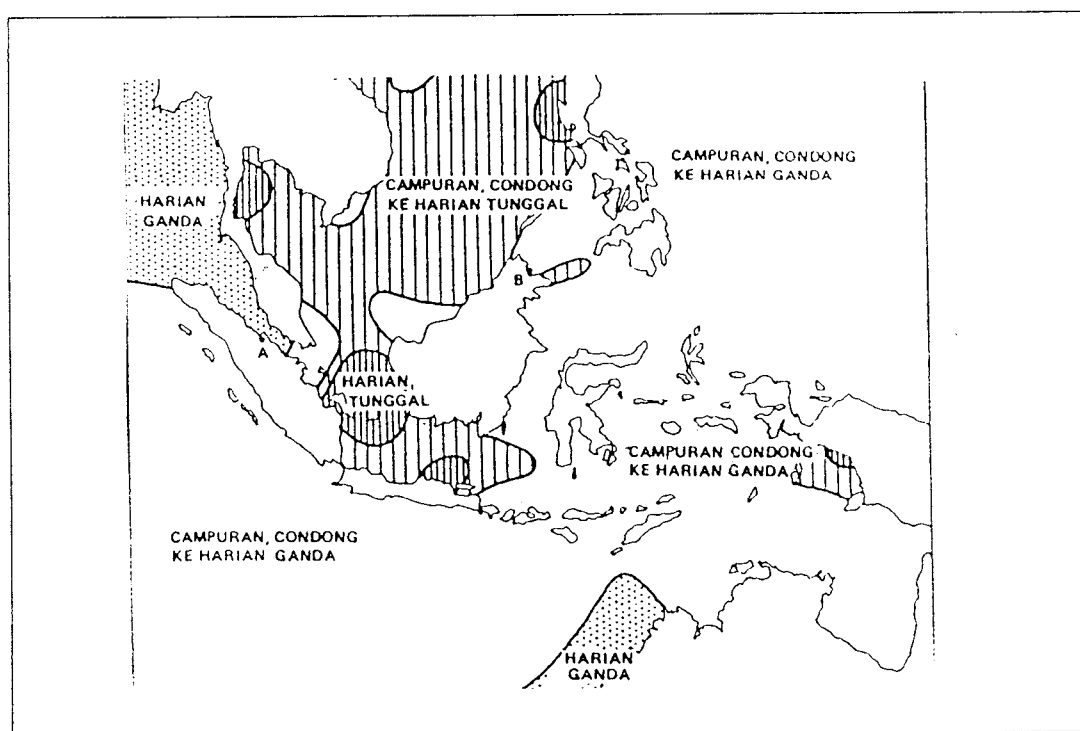 CAMPURAN, CONDONG
KE HARIAN GANDA
HARIAN
GANDA
CAMPURAN, CONDONG
KE HARIAN TUNGGAL
B
A
HARIAN,
TUNGGAL
CAMPURAN CONDONG
KE HARIAN GANDA
CAMPURAN, CONDONG
KE HARIAN GANDA
HARIAN
GANDA